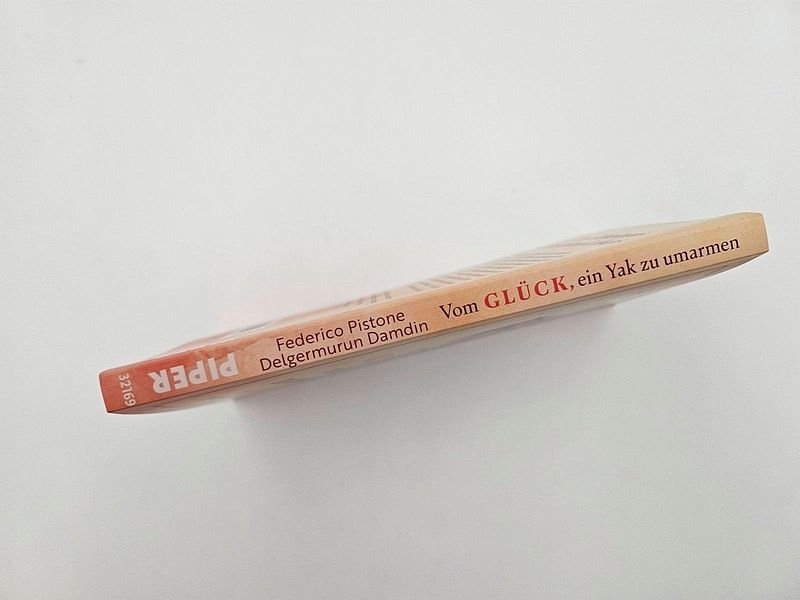 32169
PIPER
Federico Pistone
Delgermurun Damdin
Vom GLÜCK, ein Yak zu umarmen